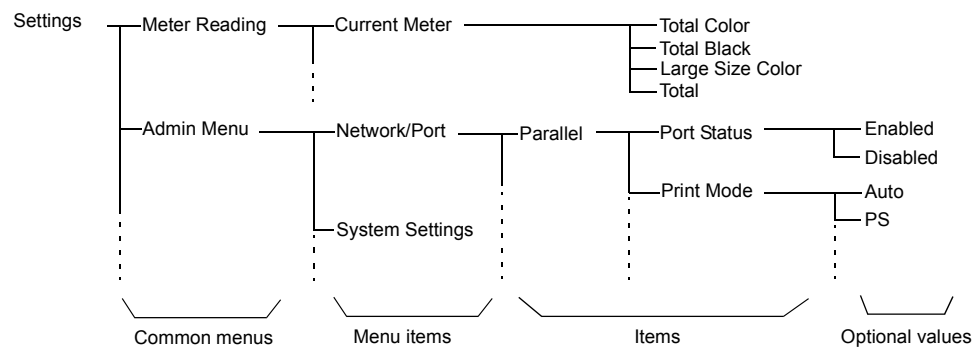 Settings Meter Reading Current Meter Total Color
Total Black
Large Size Color
Total
Admin Menu Network/Port Parallel Port Status Enabled
Disabled
Print Mode Auto
PS
System Settings
Common menus Menu items Items Optional values